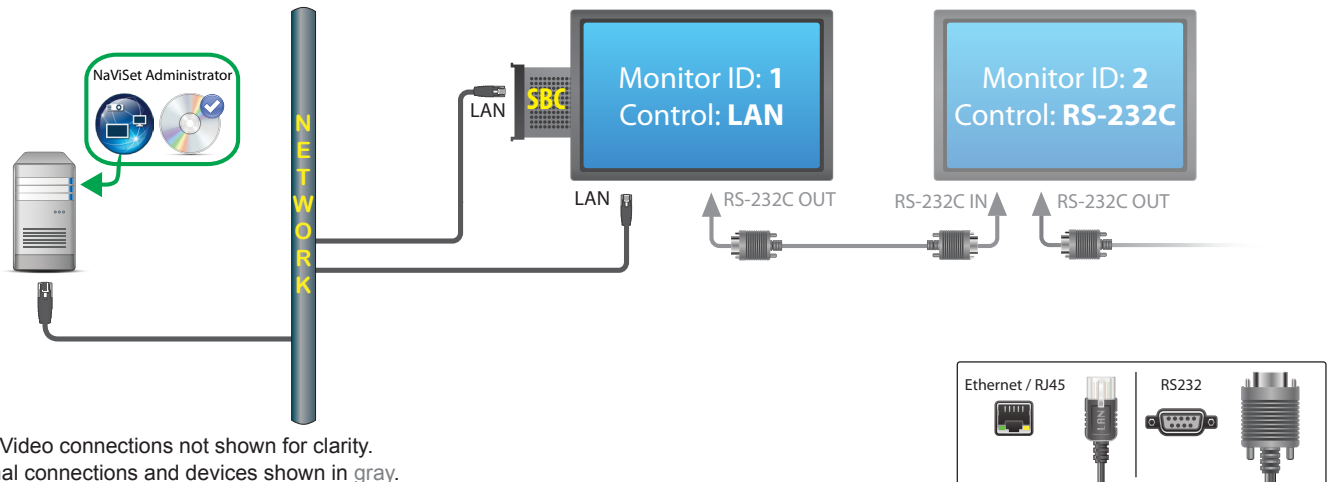 NaViSet Administrator
NETWORK
LAN
SBC
LAN
Monitor ID: 1
Control: LAN
Monitor ID: 2
Control: RS-232C
RS-232C OUT
RS-232C IN
RS-232C OUT
Ethernet / RJ45
LAN
RS232
Video connections not shown for clarity.
connections and devices shown in gray.